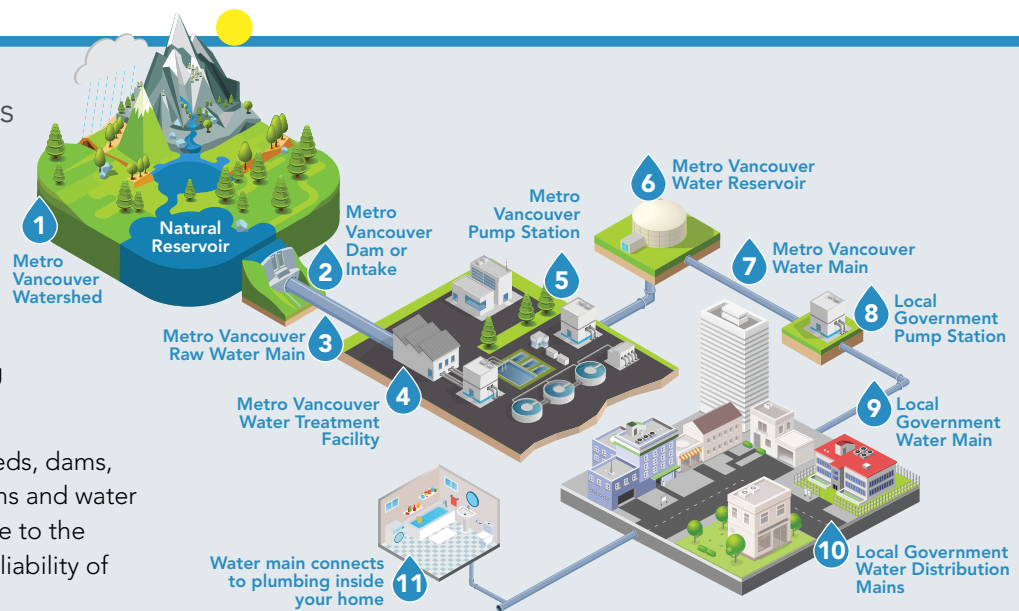 s
g
eds, dams,
ns and water
e to the
liability of
1
Metro
Vancouver
Watershed
Natural
Reservoir
2
Metro
Vancouver
Dam or
Intake
Metro Vancouver
Raw Water Main
3
Metro Vancouver
Water Treatment
Facility
4
Metro
Vancouver
Pump Station
5
6
Metro Vancouver
Water Reservoir
7
Metro Vancouver
Water Main
8
Local
Government
Pump Station
9
Local
Government
Water Main
10
Local Government
Water Distribution
Mains
Water main connects
to plumbing inside
your home
11